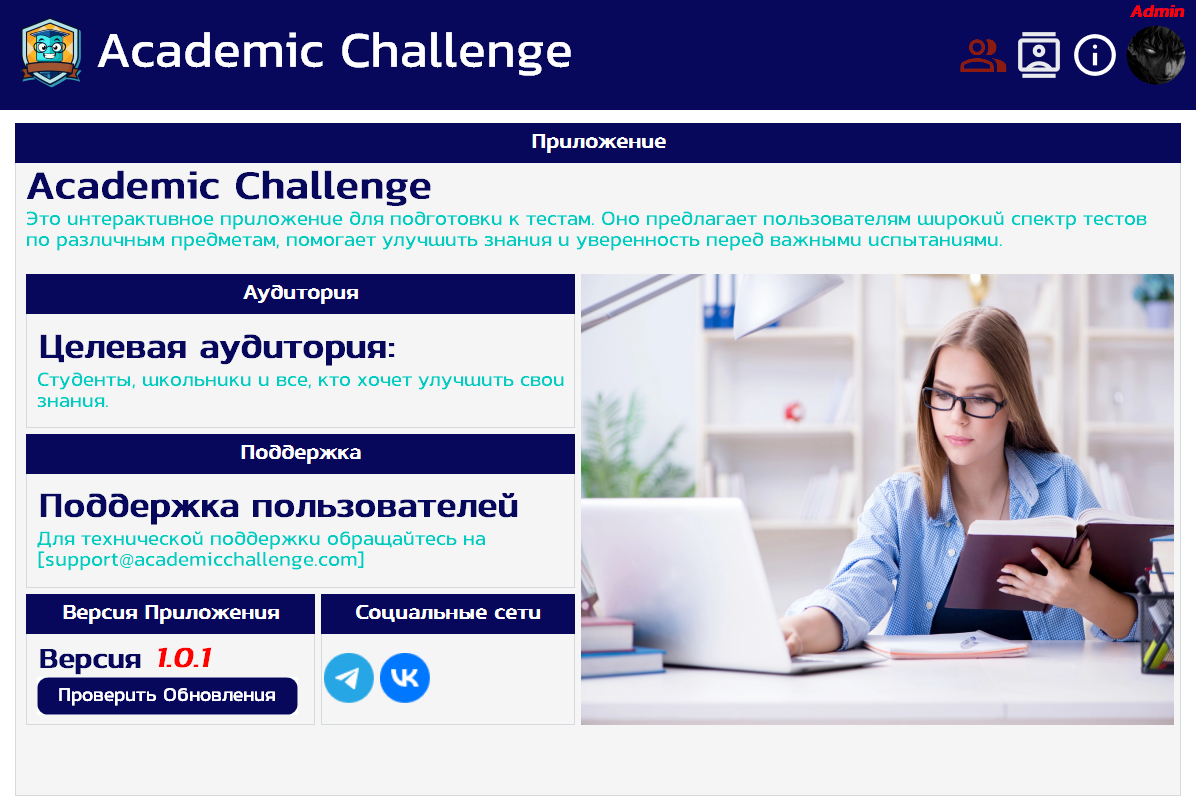 Admin
Academic Challenge
Приложение
Academic Challenge
Это интерактивное приложение для подготовки к тестам. Оно предлагает пользователям широкий спектр тестов
по различным предметам, помогает улучшить знания и уверенность перед важными испытаниями.
Аудитория
Целевая аудитория:
Студенты, школьники и все, кто хочет улучшить свои
знания.
Поддержка
Поддержка пользователей
Для технической поддержки обращайтесь на
[support@academicchallenge.com]
Версия Приложения
Версия 1.0.1
Проверить Обновления
Социальные сети